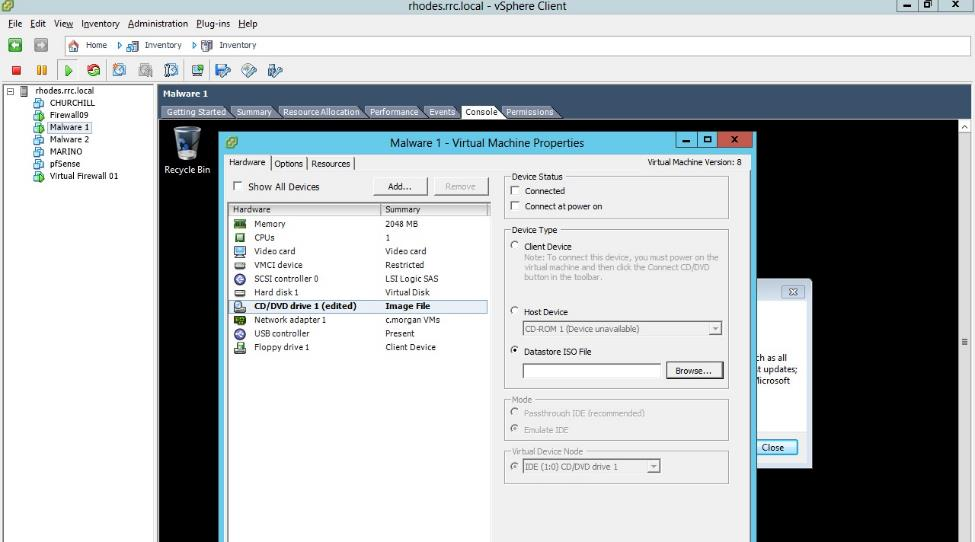 rhodes.rrc.local - vSphere Client
File Edit View Inventory Administration Plug-ins Help
Home Inventory Inventory
rhodes.rrc.local
CHURCHILL
Firewall09
Malware 1
Malware 2
MARINO
pfSense
Virtual Firewall 01
Malware 1
Getting Started Summary Resource Allocation Performance Events Console Permissions
Recycle Bin
Malware 1 - Virtual Machine Properties
Hardware Options Resources
Virtual Machine Version: 8
Show All Devices
Add...
Remove
Hardware Summary
Memory 2048 MB
CPUs 1
Video card Video card
VMCI device Restricted
SCSI controller 0 LSI Logic SAS
Hard disk 1 Virtual Disk
CD/DVD drive 1 (edited) Image File
Network adapter 1 c.morgan VMs
USB controller Present
Floppy drive 1 Client Device
Device Status
Connected
Connect at power on
Device Type
Client Device
Note: To connect this device, you must power on the
virtual machine and then click the Connect CD/DVD
button in the toolbar.
Host Device
CD-ROM 1 (Device unavailable)
Datastore ISO File
Browse...
Mode
Passthrough IDE (recommended)
Emulate IDE
Virtual Device Node
IDE (1:0) CD/DVD drive 1
as all
updates;
Microsoft
Close